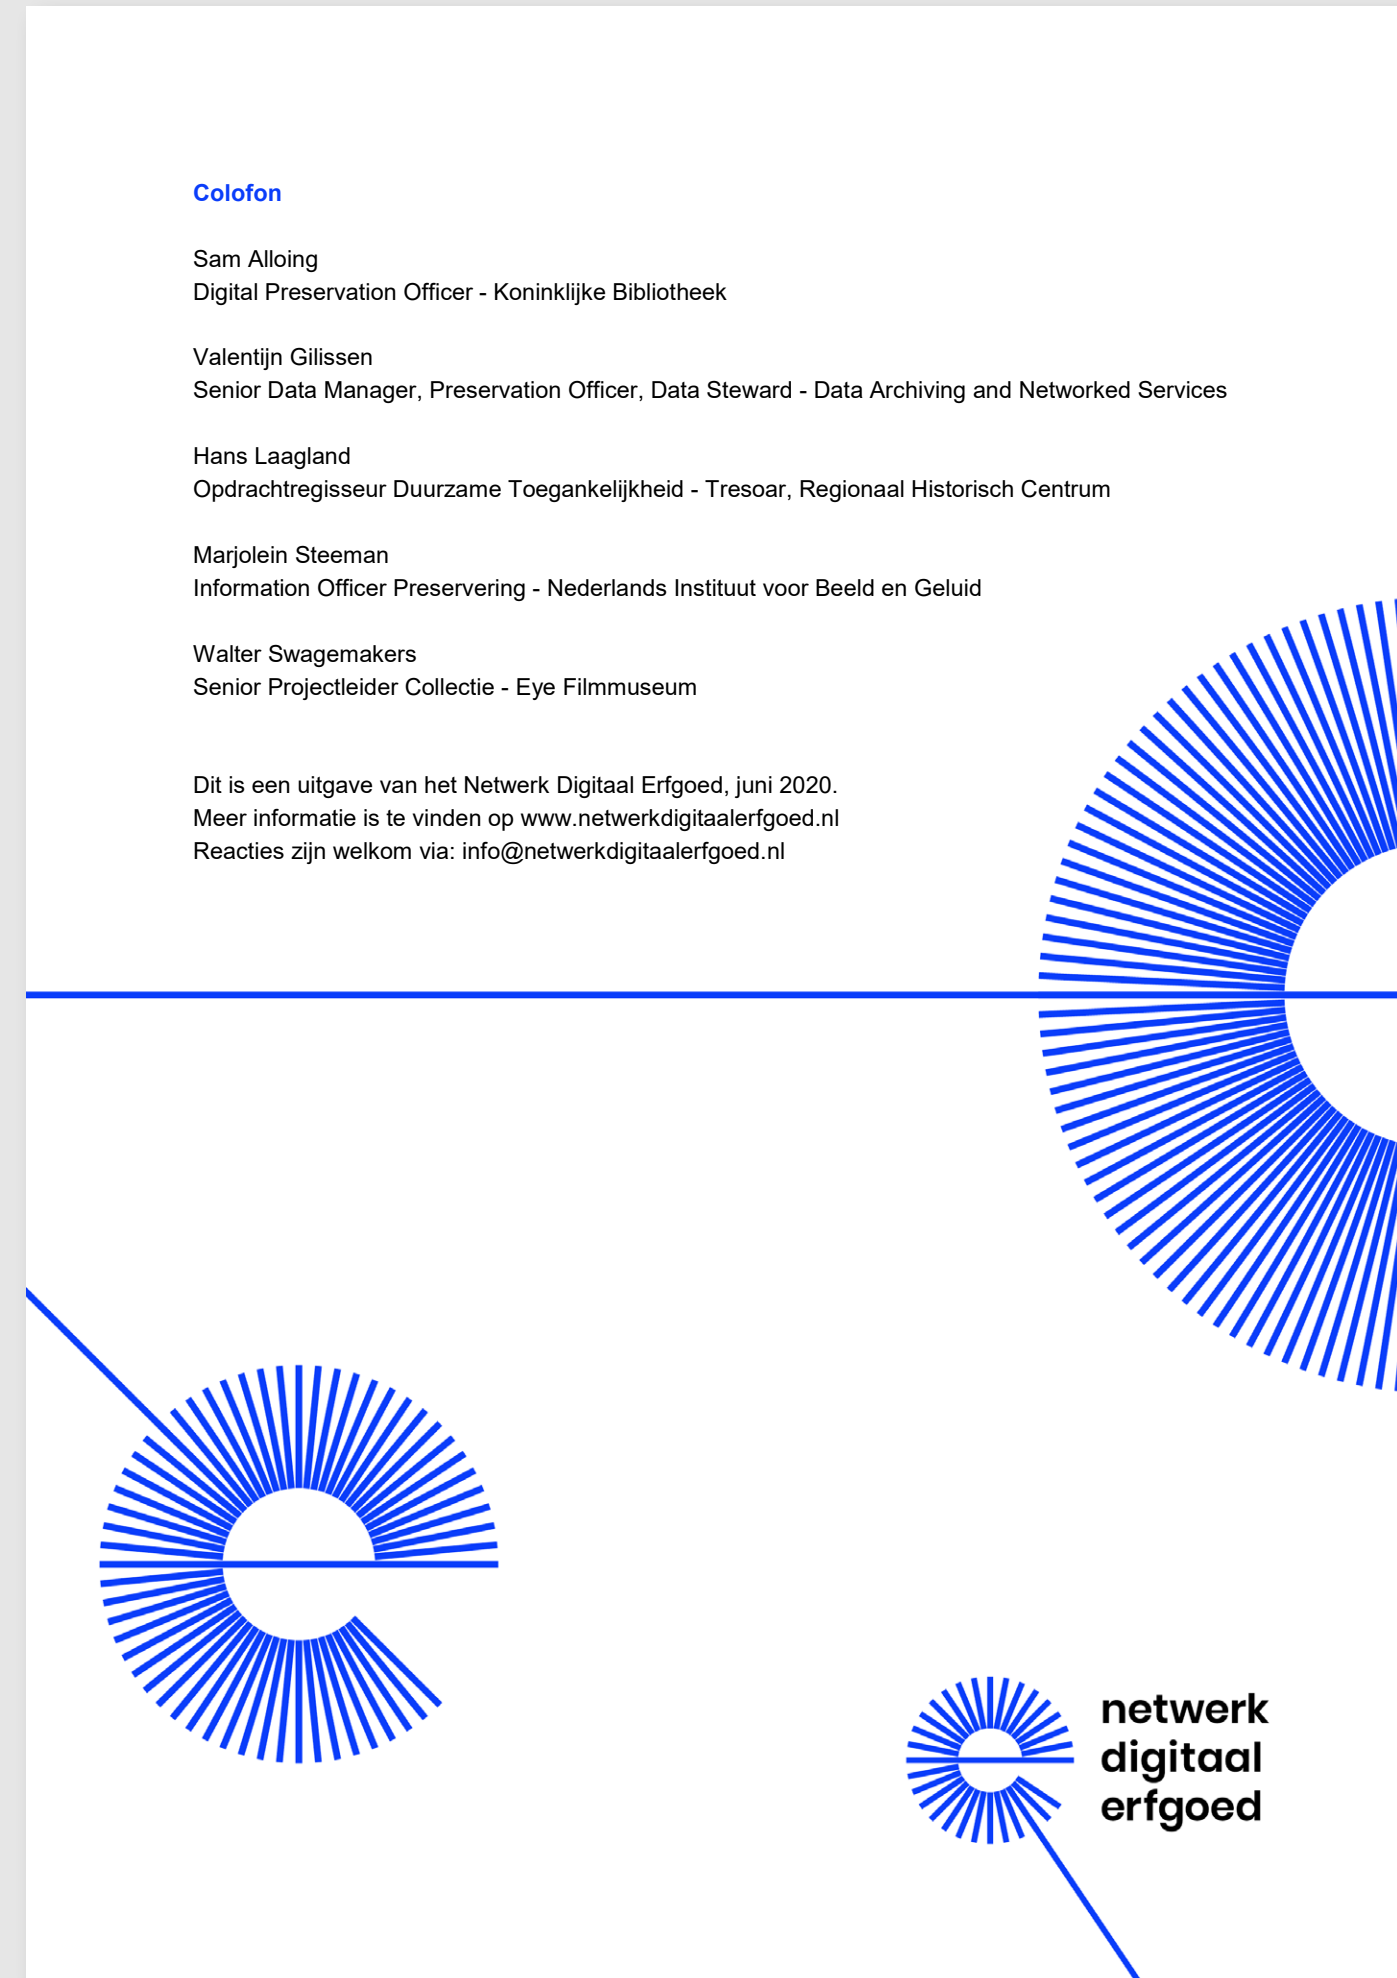 Colofon
Sam Alloing
Digital Preservation Officer - Koninklijke Bibliotheek
Valentijn Gilissen
Senior Data Manager, Preservation Officer, Data Steward - Data Archiving and Networked Services
Hans Laagland
Opdrachtregisseur Duurzame Toegankelijkheid - Tresoar, Regionaal Historisch Centrum
Marjolein Steeman
Information Officer Preservering - Nederlands Instituut voor Beeld en Geluid
Walter Swagemakers
Senior Projectleider Collectie - Eye Filmmuseum
Dit is een uitgave van het Netwerk Digitaal Erfgoed, juni 2020.
Meer informatie is te vinden op www.netwerkdigitaalerfgoed.nl
Reacties zijn welkom via: info@netwerkdigitaalerfgoed.nl
netwerk
digitaal
erfgoed